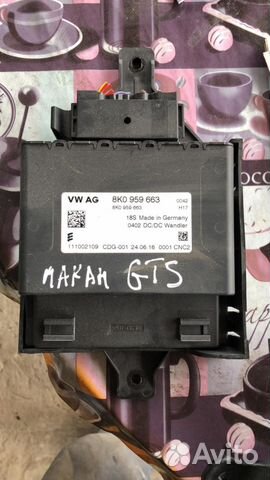 VW AG 8K0 959 663 0042
8K0 959 663 H17
18S Made in Germany
0402 DC/DC Wandler
111002109 CDG-001 24.06.16 0001 CNC2
МАКАН GTS
Avito